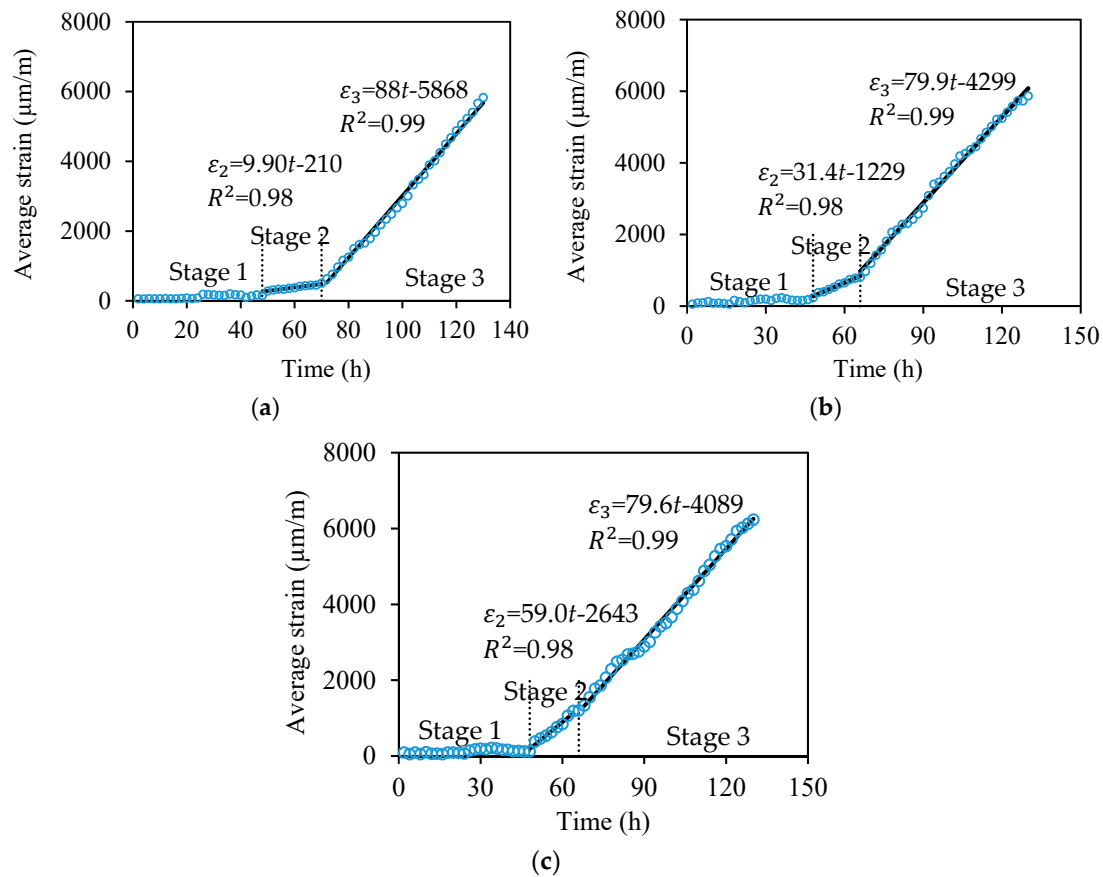 8000
6000
4000
2000
0
Average strain (µm/m)
ε₃=88t-5868
R²=0.99
ε₂=9.90t-210
R²=0.98
Stage 1
Stage 2
Stage 3
0 20 40 60 80 100 120 140
Time (h)
(a)
8000
6000
4000
2000
0
Average strain (µm/m)
ε₃=79.9t-4299
R²=0.99
ε₂=31.4t-1229
R²=0.98
Stage 1
Stage 2
Stage 3
0 30 60 90 120 150
Time (h)
(b)
8000
6000
4000
2000
0
Average strain (µm/m)
ε₃=79.6t-4089
R²=0.99
ε₂=59.0t-2643
R²=0.98
Stage 1
Stage 2
Stage 3
0 30 60 90 120 150
Time (h)
(c)